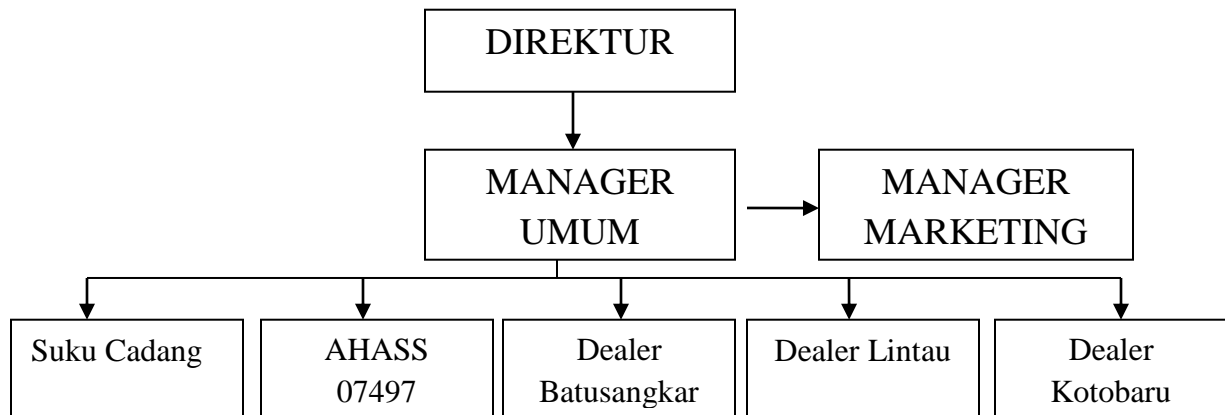 DIREKTUR
MANAGER
UMUM
MANAGER
MARKETING
Suku Cadang
AHASS
07497
Dealer
Batusangkar
Dealer Lintau
Dealer
Kotobaru